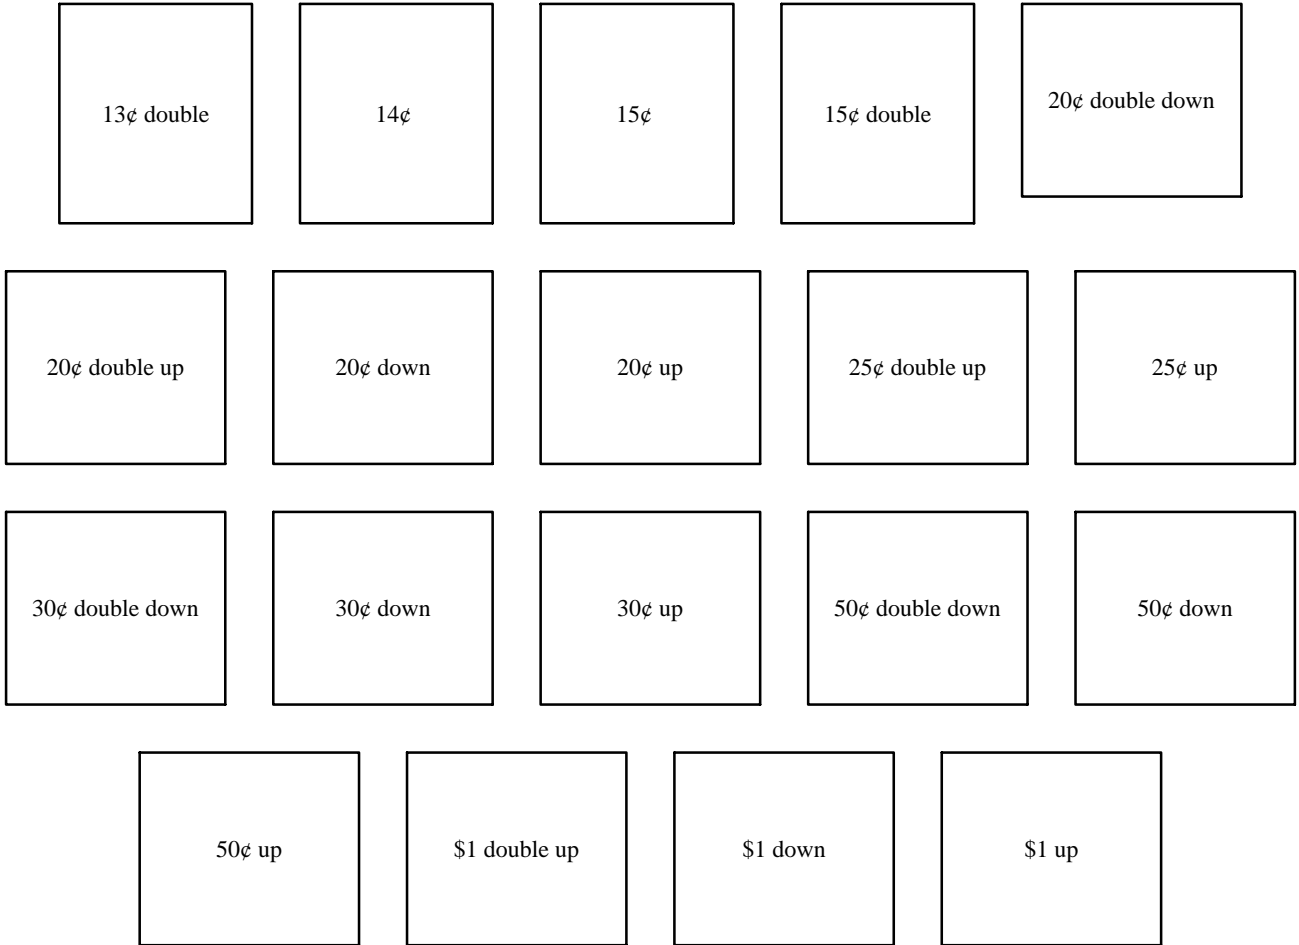 13¢ double
14¢
15¢
15¢ double
20¢ double down
20¢ double up
20¢ down
20¢ up
25¢ double up
25¢ up
30¢ double down
30¢ down
30¢ up
50¢ double down
50¢ down
50¢ up
$1 double up
$1 down
$1 up